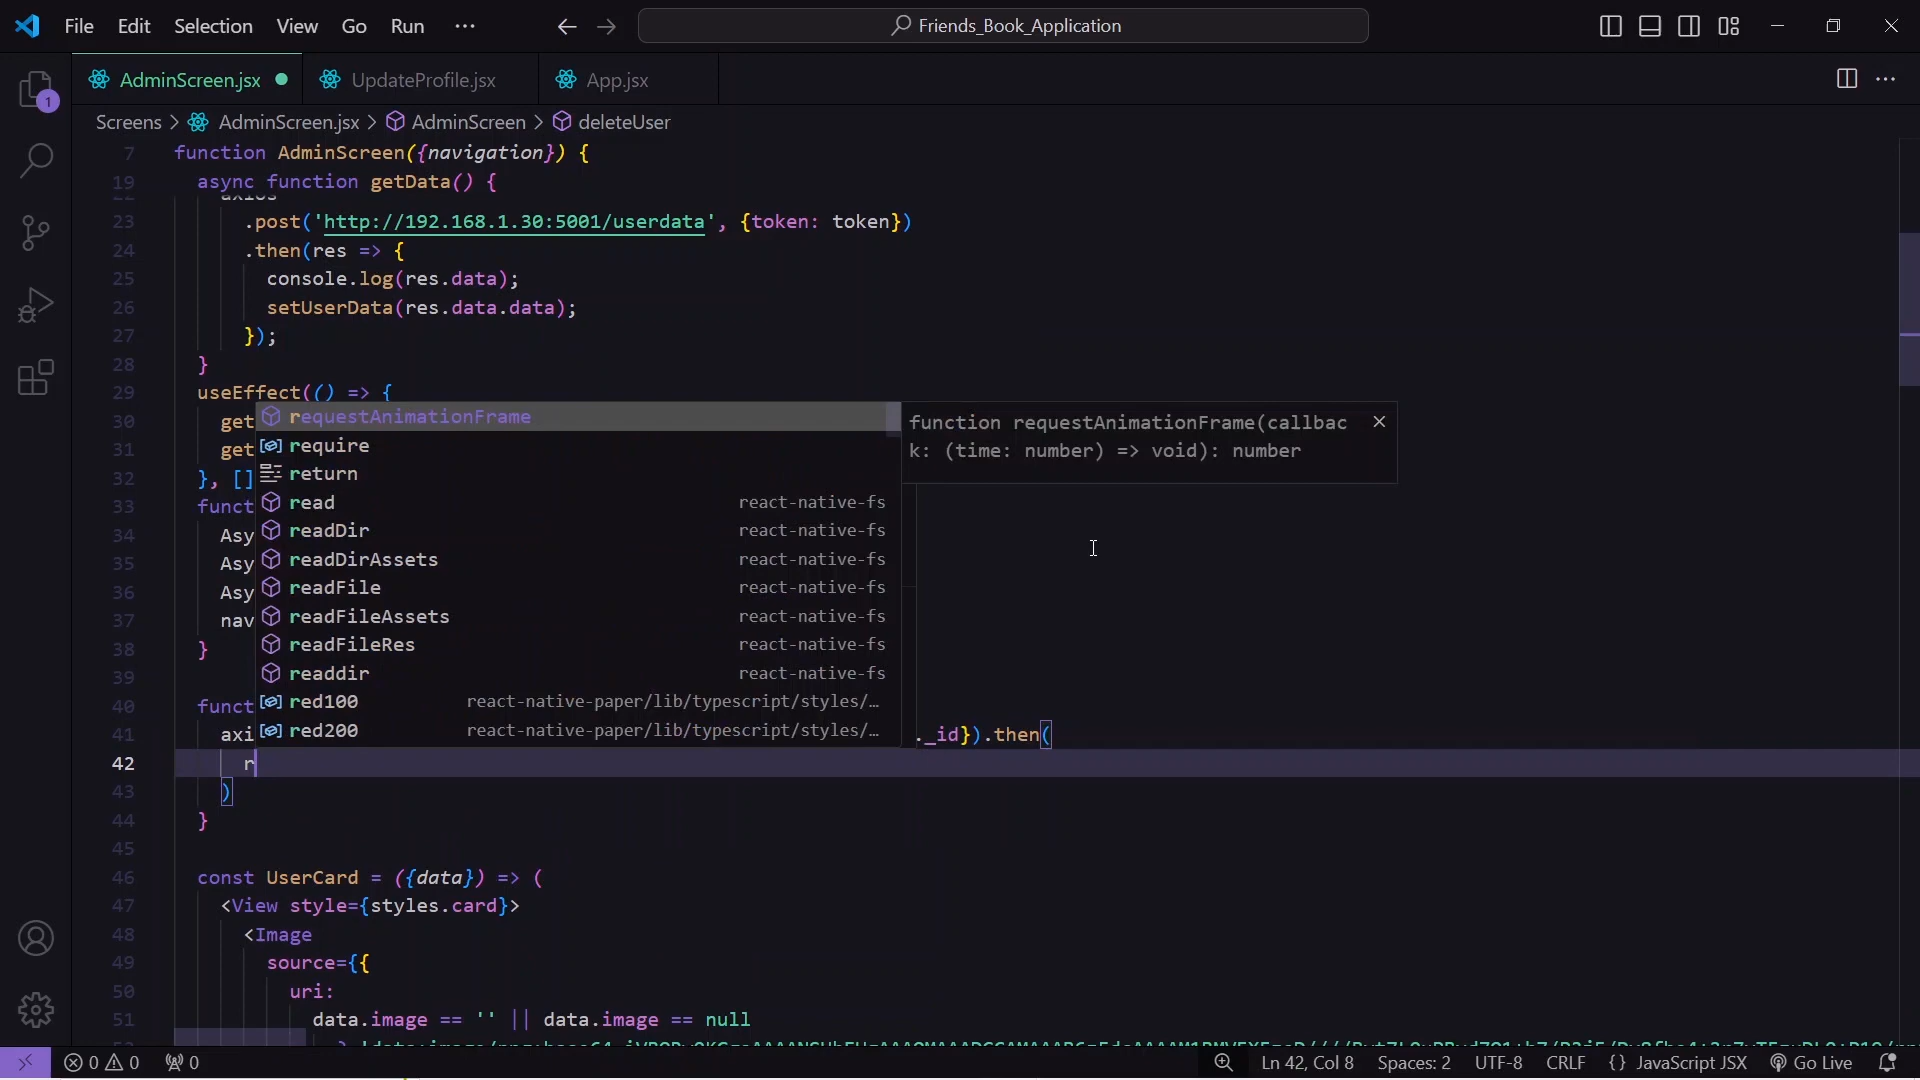 File Edit Selection View Go Run ··· Friends_Book_Application
AdminScreen.jsx UpdateProfile.jsx App.jsx ···
1
Screens > AdminScreen.jsx > AdminScreen > deleteUser
7 function AdminScreen({navigation}) {
19 async function getData() {
22 axios
23 .post('http://192.168.1.30:5001/userdata', {token: token})
24 .then(res => {
25 console.log(res.data);
26 setUserData(res.data.data);
27 });
28 }
29 useEffect(() => {
30 get
31 get
32 }, []
33 funct
34 Asy
35 Asy
36 Asy
37 nav
38 }
39
40 funct
41 axi ._id}).then(
42 r
43 )
44 }
45
46 const UserCard = ({data}) => (
47 <View style={styles.card}>
48 <Image
49 source={{
50 uri:
51 data.image == '' || data.image == null
requestAnimationFrame
require
return
read react-native-fs
readDir react-native-fs
readDirAssets react-native-fs
readFile react-native-fs
readFileAssets react-native-fs
readFileRes react-native-fs
readdir react-native-fs
red100 react-native-paper/lib/typescript/styles/…
red200 react-native-paper/lib/typescript/styles/…
function requestAnimationFrame(callbac
k: (time: number) => void): number
0 0 0 Ln 42, Col 8 Spaces: 2 UTF-8 CRLF {} JavaScript JSX Go Live